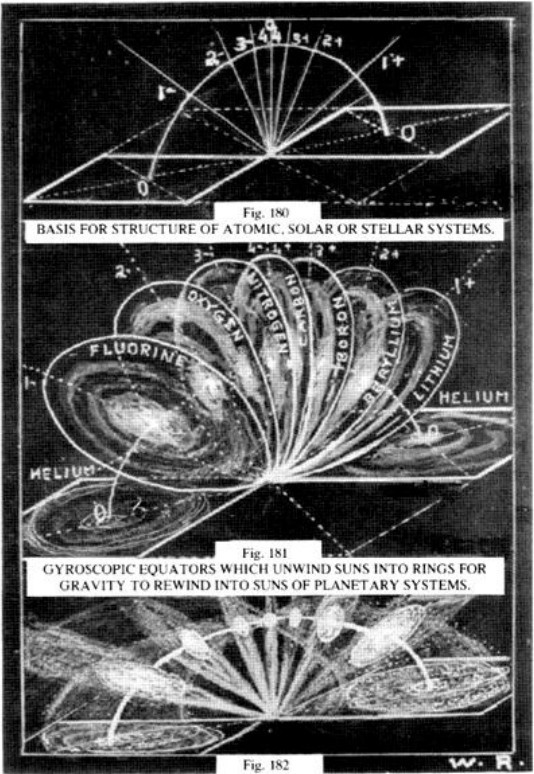 0
3- 4 4 3+ 2+
2-
1- 1+
0 0
Fig. 180
BASIS FOR STRUCTURE OF ATOMIC, SOLAR OR STELLAR SYSTEMS.
3- 4- 4+ 2+
2- 1+
OXYGEN NITROGEN CARBON BORON BERYLLIUM LITHIUM
FLUORINE
1- HELIUM
HELIUM 0
0
Fig. 181
GYROSCOPIC EQUATORS WHICH UNWIND SUNS INTO RINGS FOR
GRAVITY TO REWIND INTO SUNS OF PLANETARY SYSTEMS.
Fig. 182
W. R.